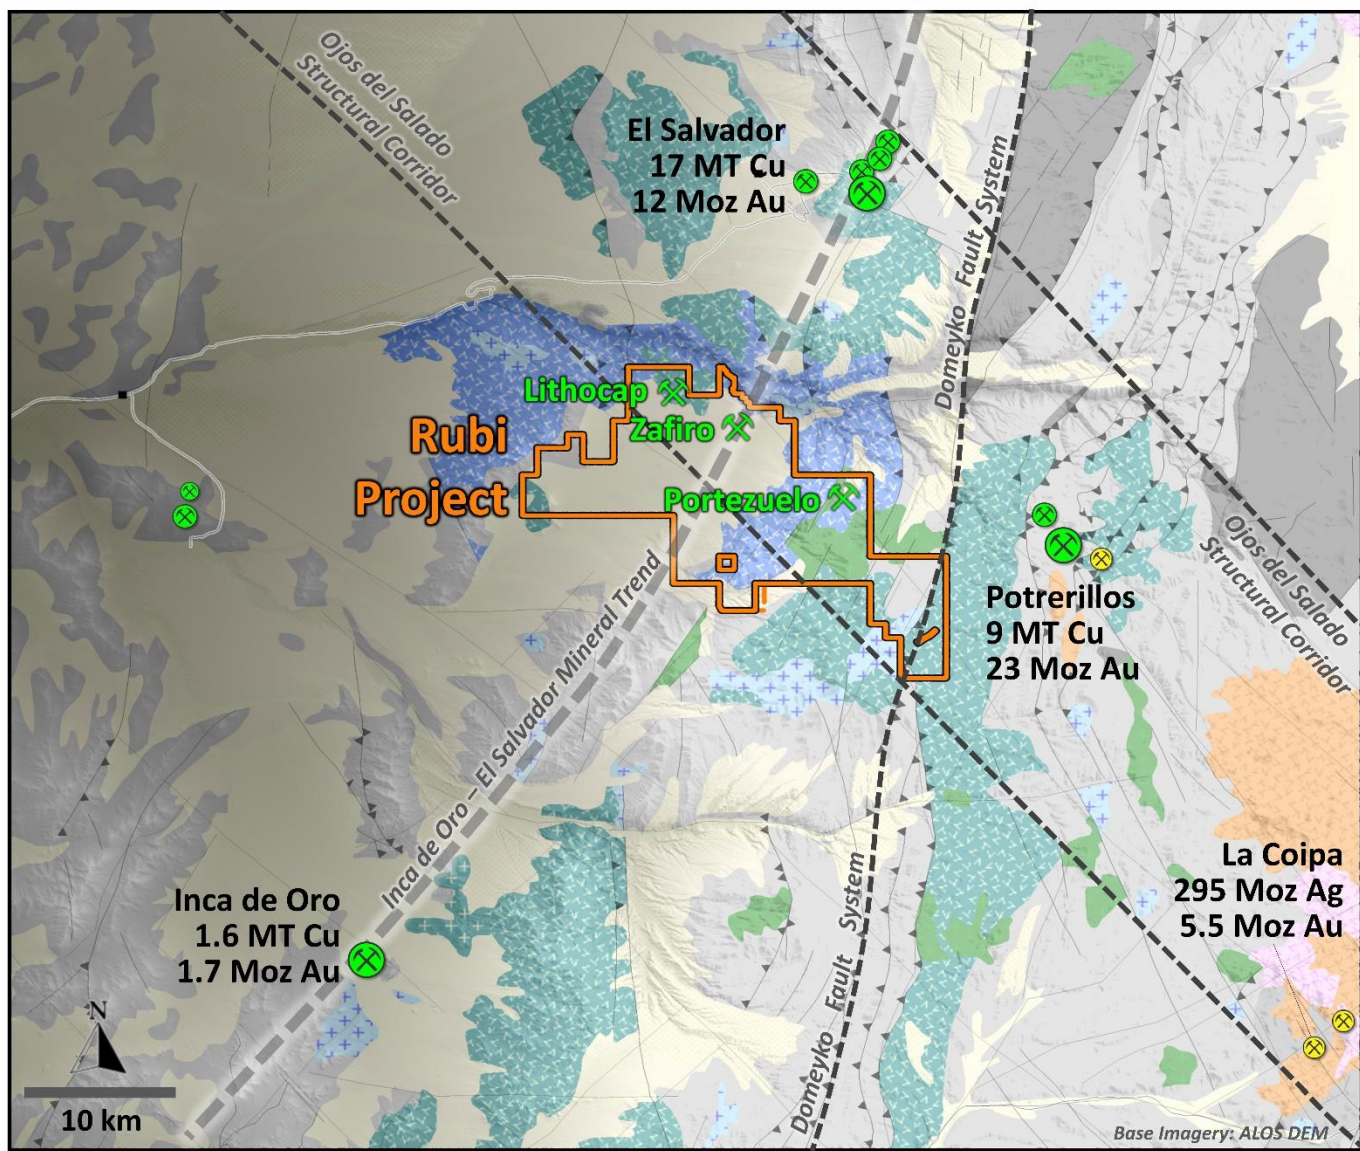 Ojos del Salado
Structural Corridor
El Salvador
17 MT Cu
12 Moz Au
Domeyko Fault System
Lithocap
Zafiro
Rubi
Project
Portezuelo
Ojos del Salado
Structural Corridor
Potrerillos
9 MT Cu
23 Moz Au
Inca de Oro – El Salvador Mineral Trend
La Coipa
295 Moz Ag
5.5 Moz Au
Inca de Oro
1.6 MT Cu
1.7 Moz Au
Domeyko Fault System
N
10 km
Base Imagery: ALOS DEM